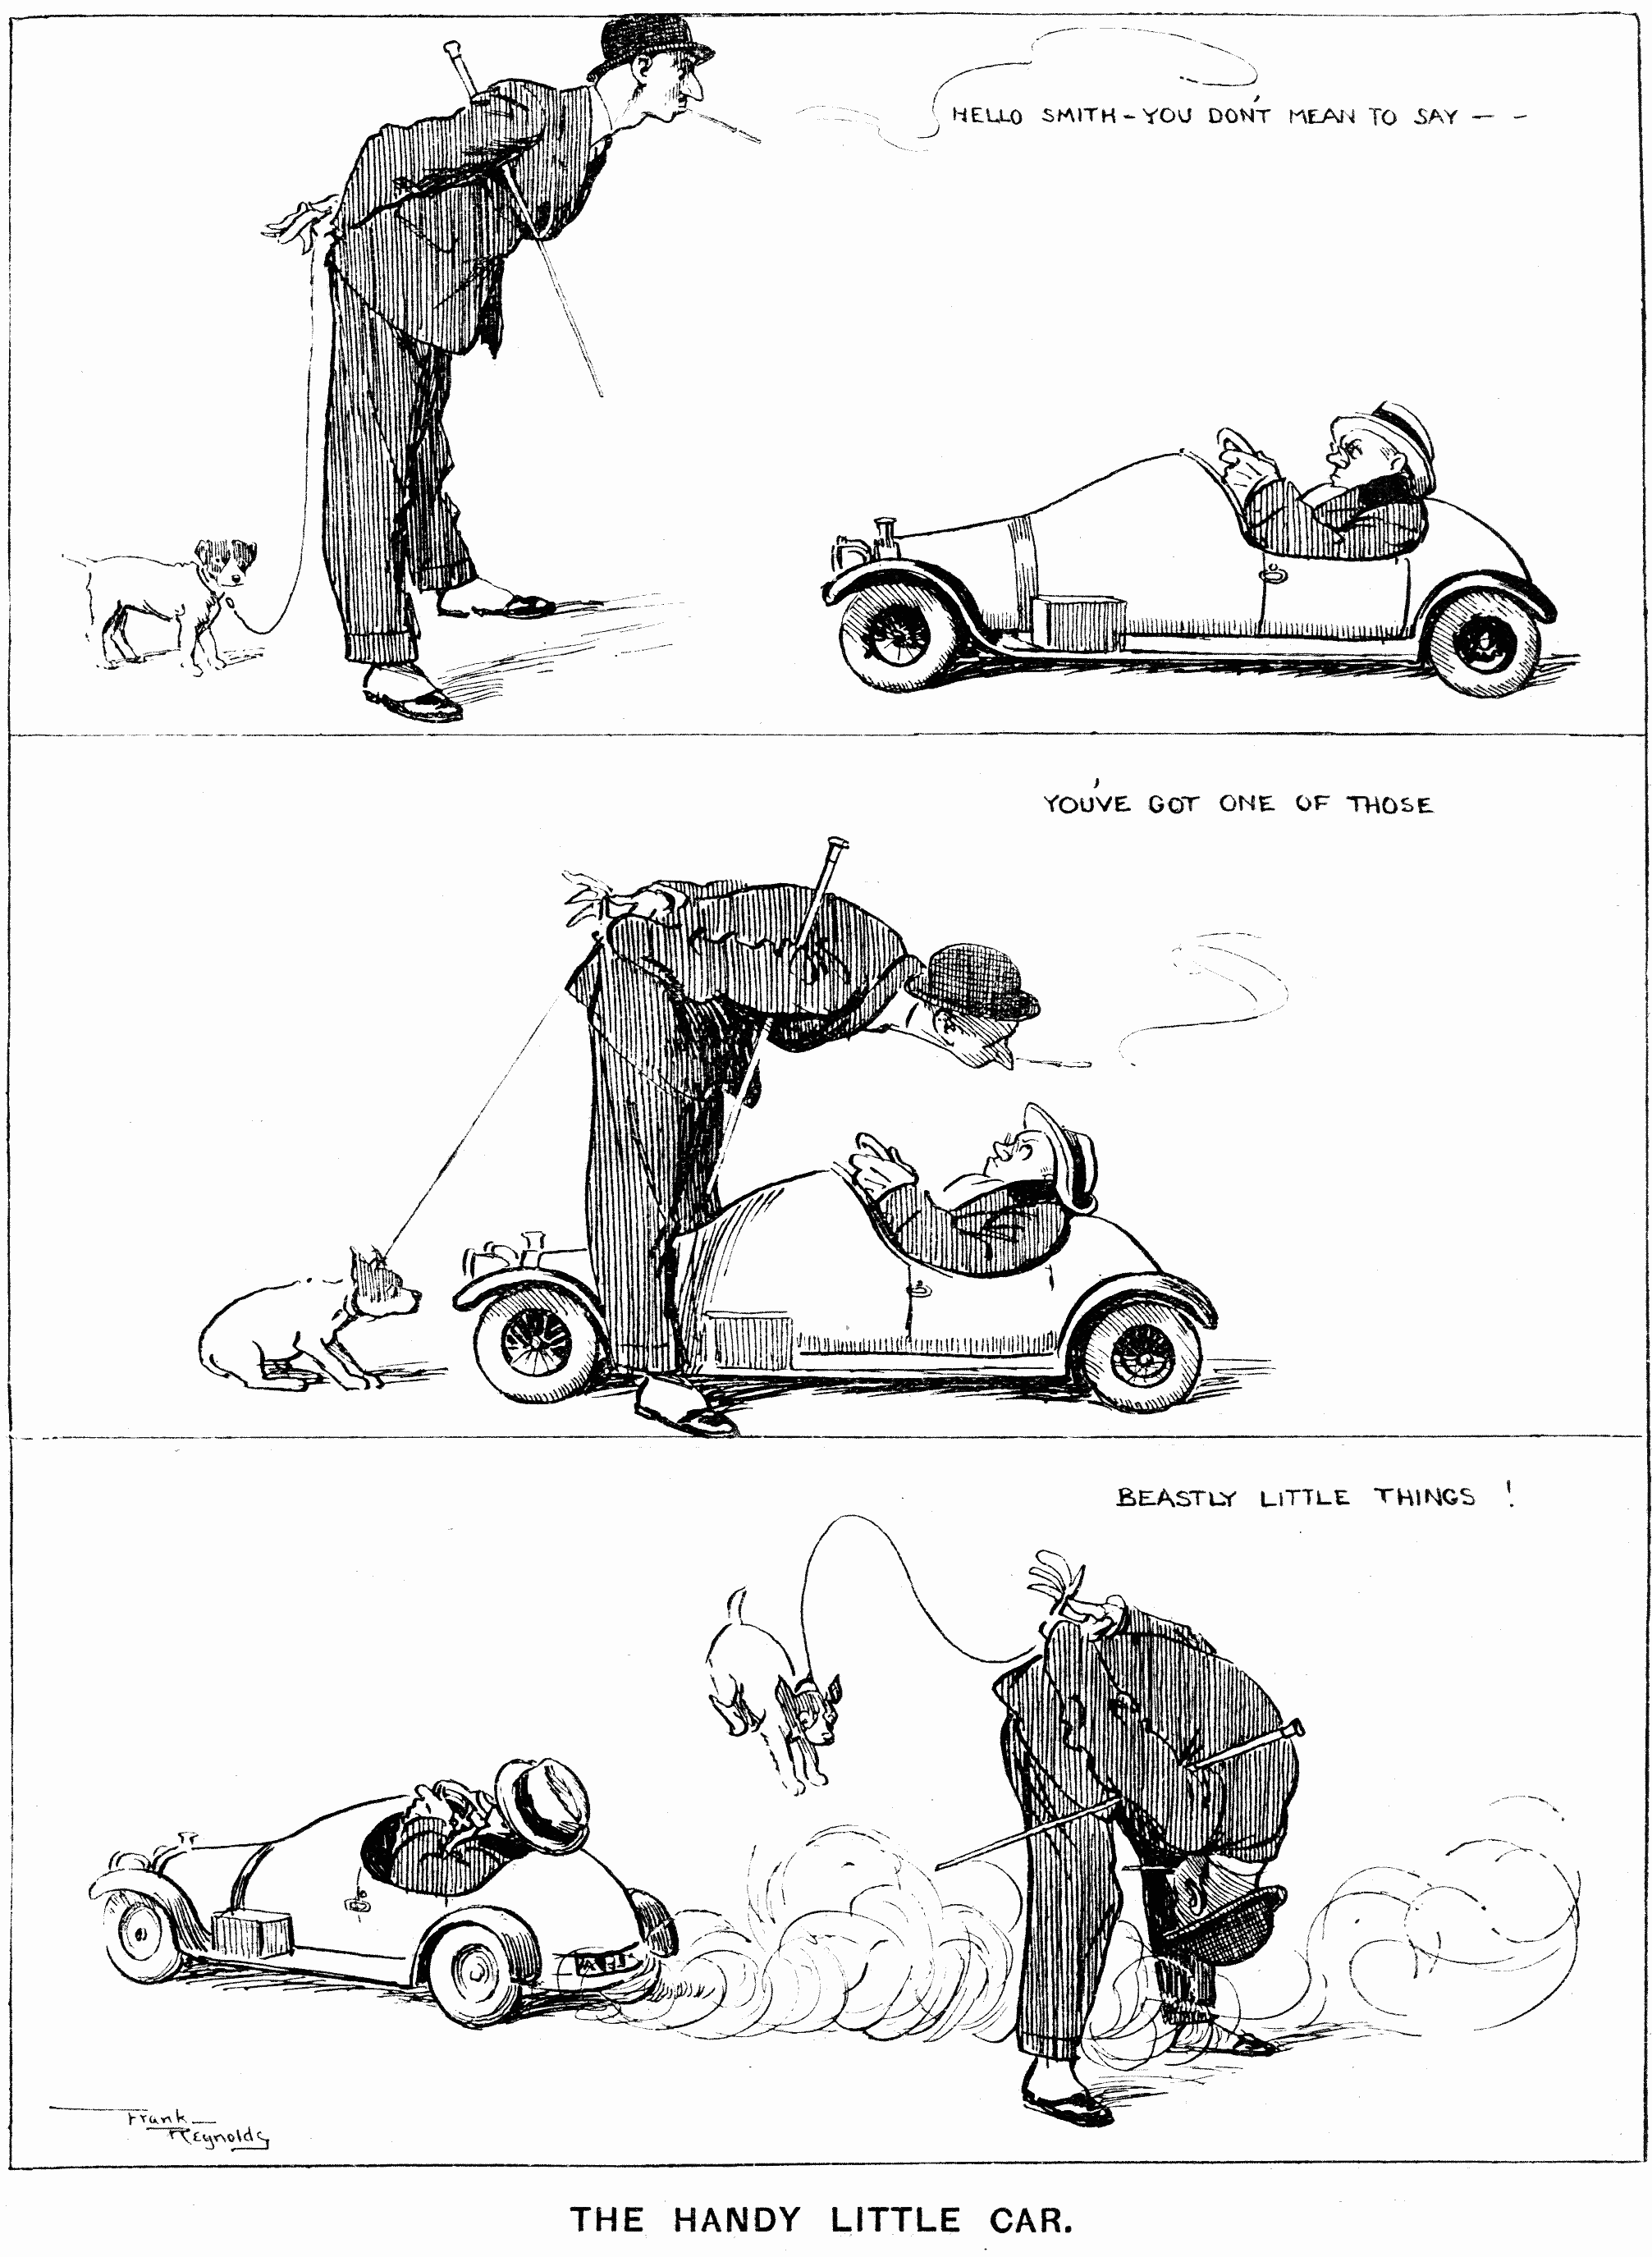 HELLO SMITH - YOU DON'T MEAN TO SAY - -
YOU'VE GOT ONE OF THOSE
BEASTLY LITTLE THINGS !
Frank
Reynolds
THE HANDY LITTLE CAR.